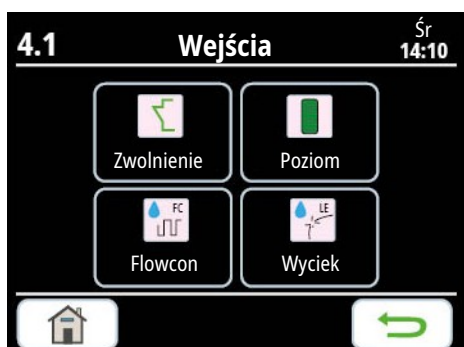 4.1
Wejścia
Śr
14:10
Zwolnienie
Poziom
FC
Flowcon
LE
Wyciek